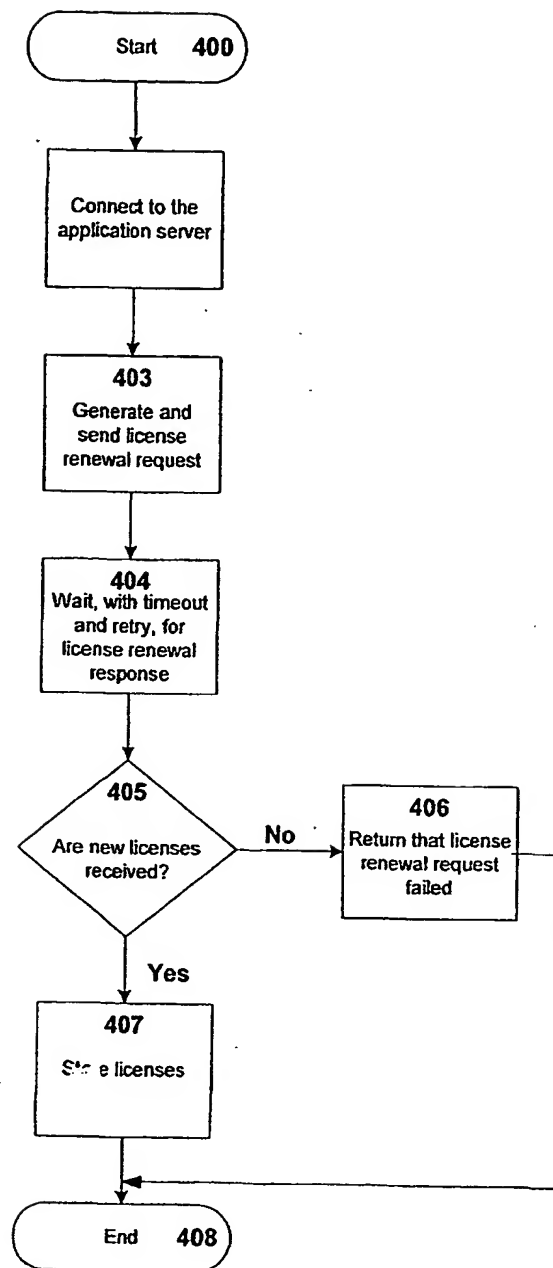 Start 400
Connect to the
application server
403
Generate and
send license
renewal request
404
Wait, with timeout
and retry, for
license renewal
response
405
Are new licenses
received?
No
406
Return that license
renewal request
failed
Yes
407
licenses
End 408